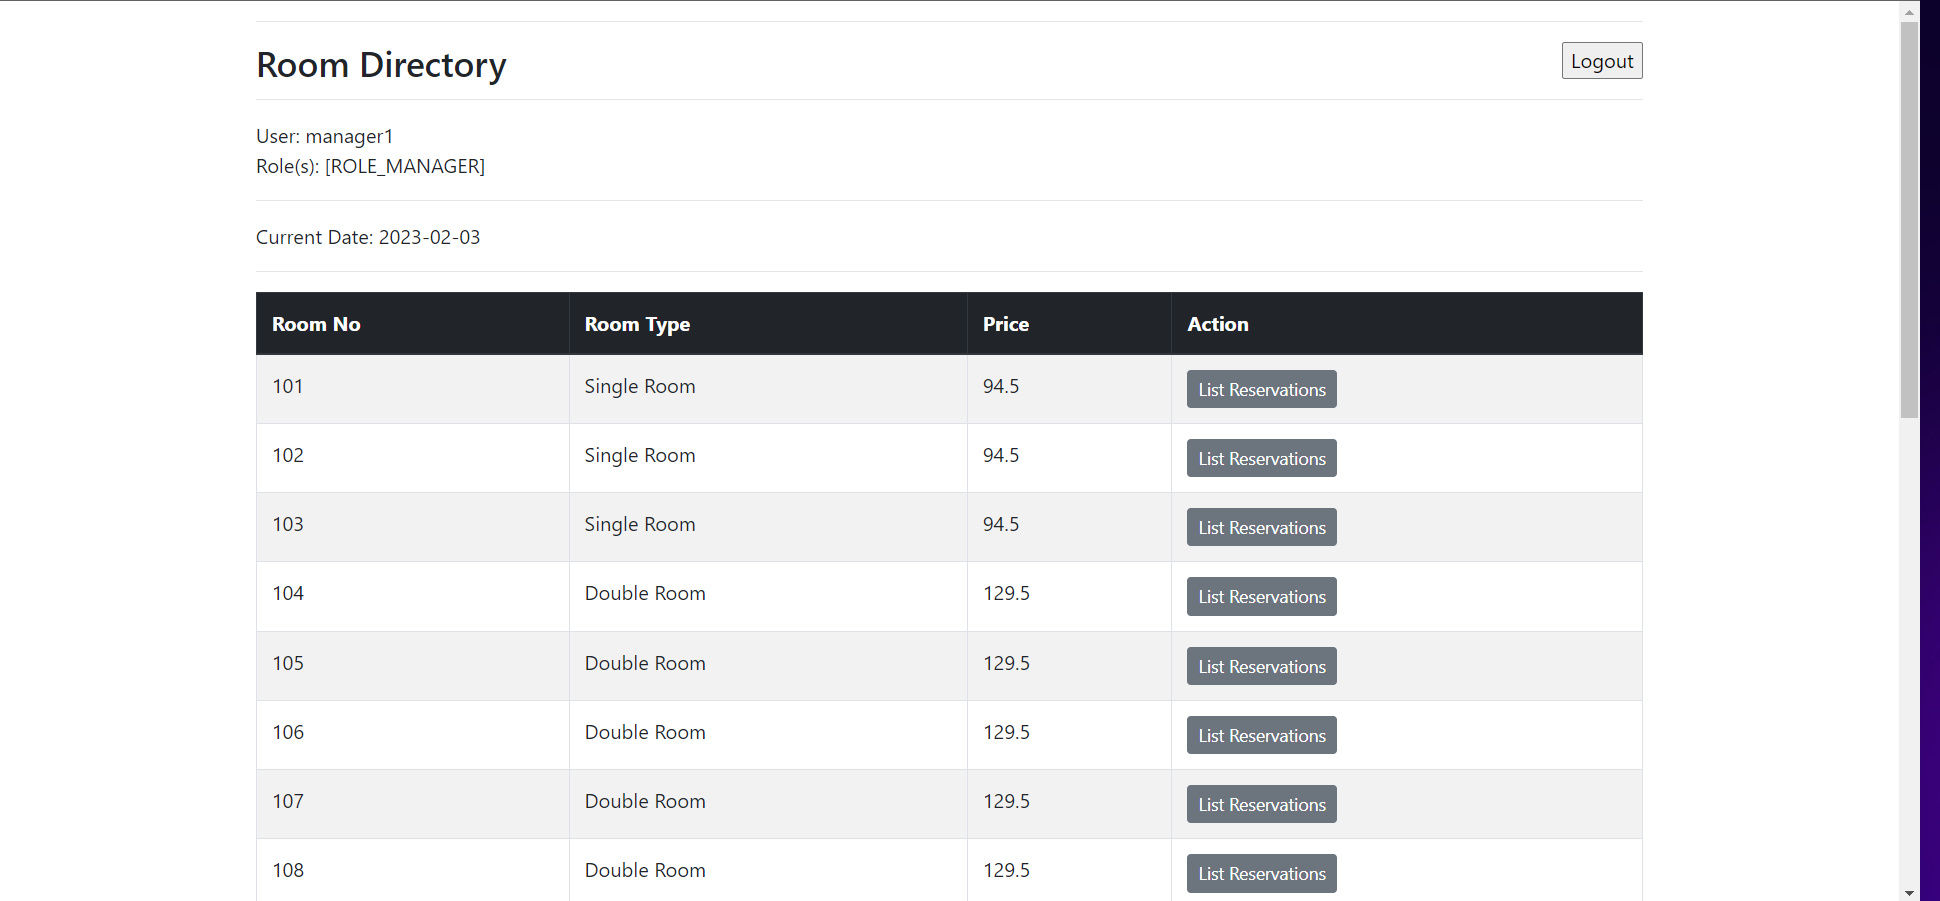 Room Directory
Logout
User: manager1
Role(s): [ROLE_MANAGER]
Current Date: 2023-02-03
Room No Room Type Price Action
101 Single Room 94.5 List Reservations
102 Single Room 94.5 List Reservations
103 Single Room 94.5 List Reservations
104 Double Room 129.5 List Reservations
105 Double Room 129.5 List Reservations
106 Double Room 129.5 List Reservations
107 Double Room 129.5 List Reservations
108 Double Room 129.5 List Reservations